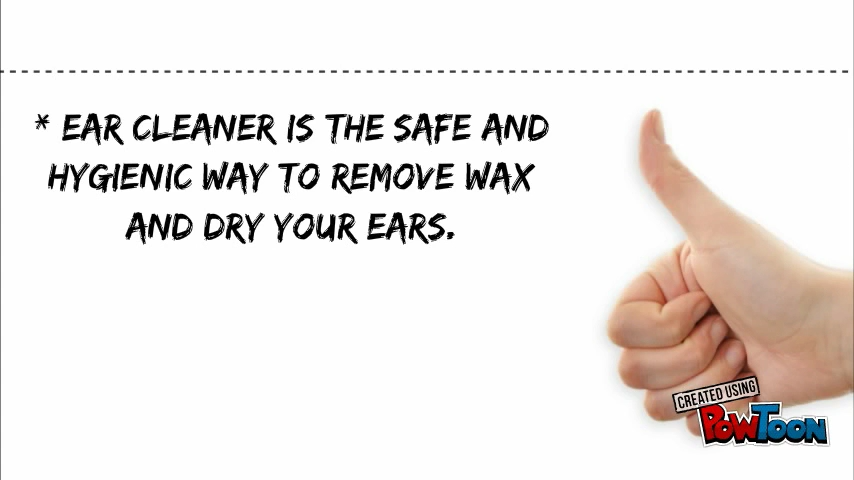 * EAR CLEANER IS THE SAFE AND
HYGIENIC WAY TO REMOVE WAX
AND DRY YOUR EARS.
CREATED USING
POWTOON